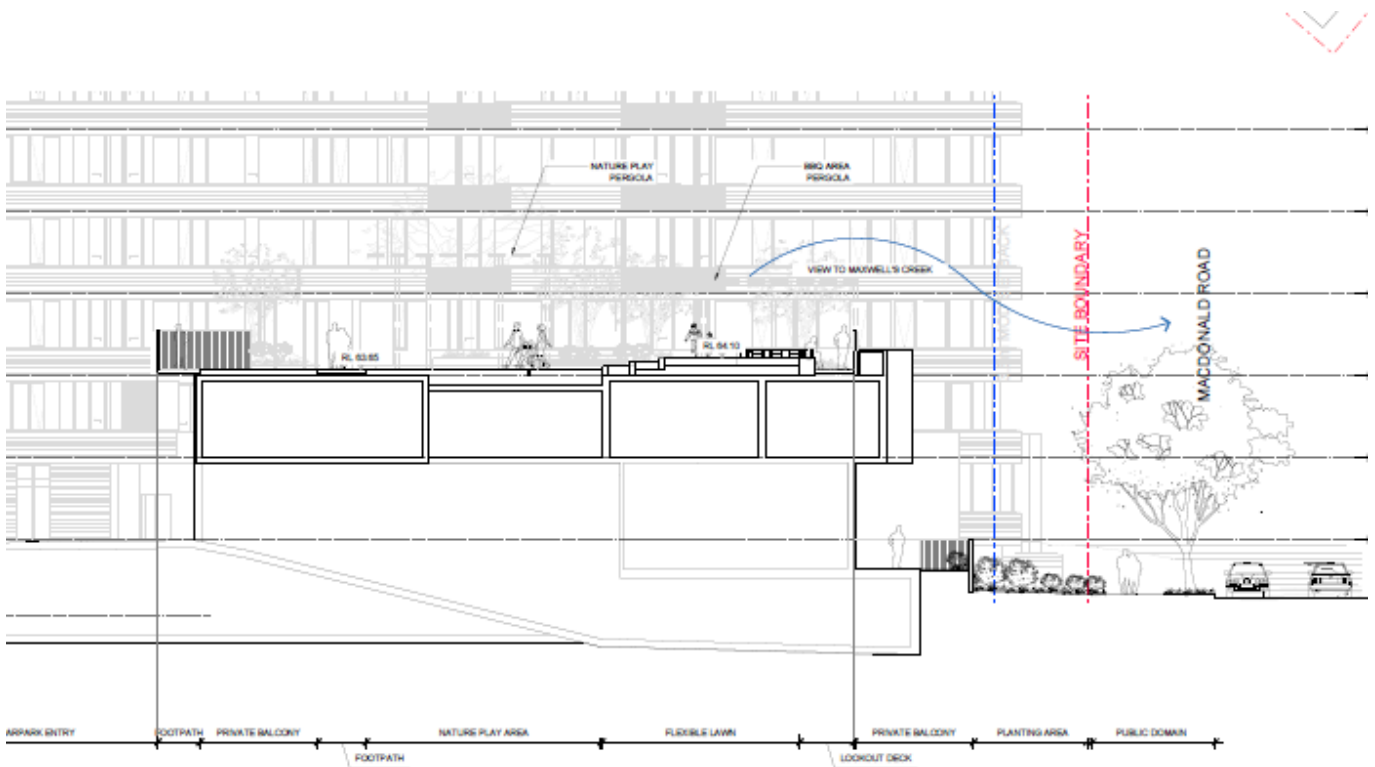 NATURE PLAY
PERGOLA
BBQ AREA
PERGOLA
VIEW TO MAXWELL'S CREEK
SITE BOUNDARY
MACDONALD ROAD
RL 63.65
RL 64.10
ARPARK ENTRY
FOOTPATH
PRIVATE BALCONY
NATURE PLAY AREA
FLEXIBLE LAWN
PRIVATE BALCONY
PLANTING AREA
PUBLIC DOMAIN
FOOTPATH
LOOKOUT DECK